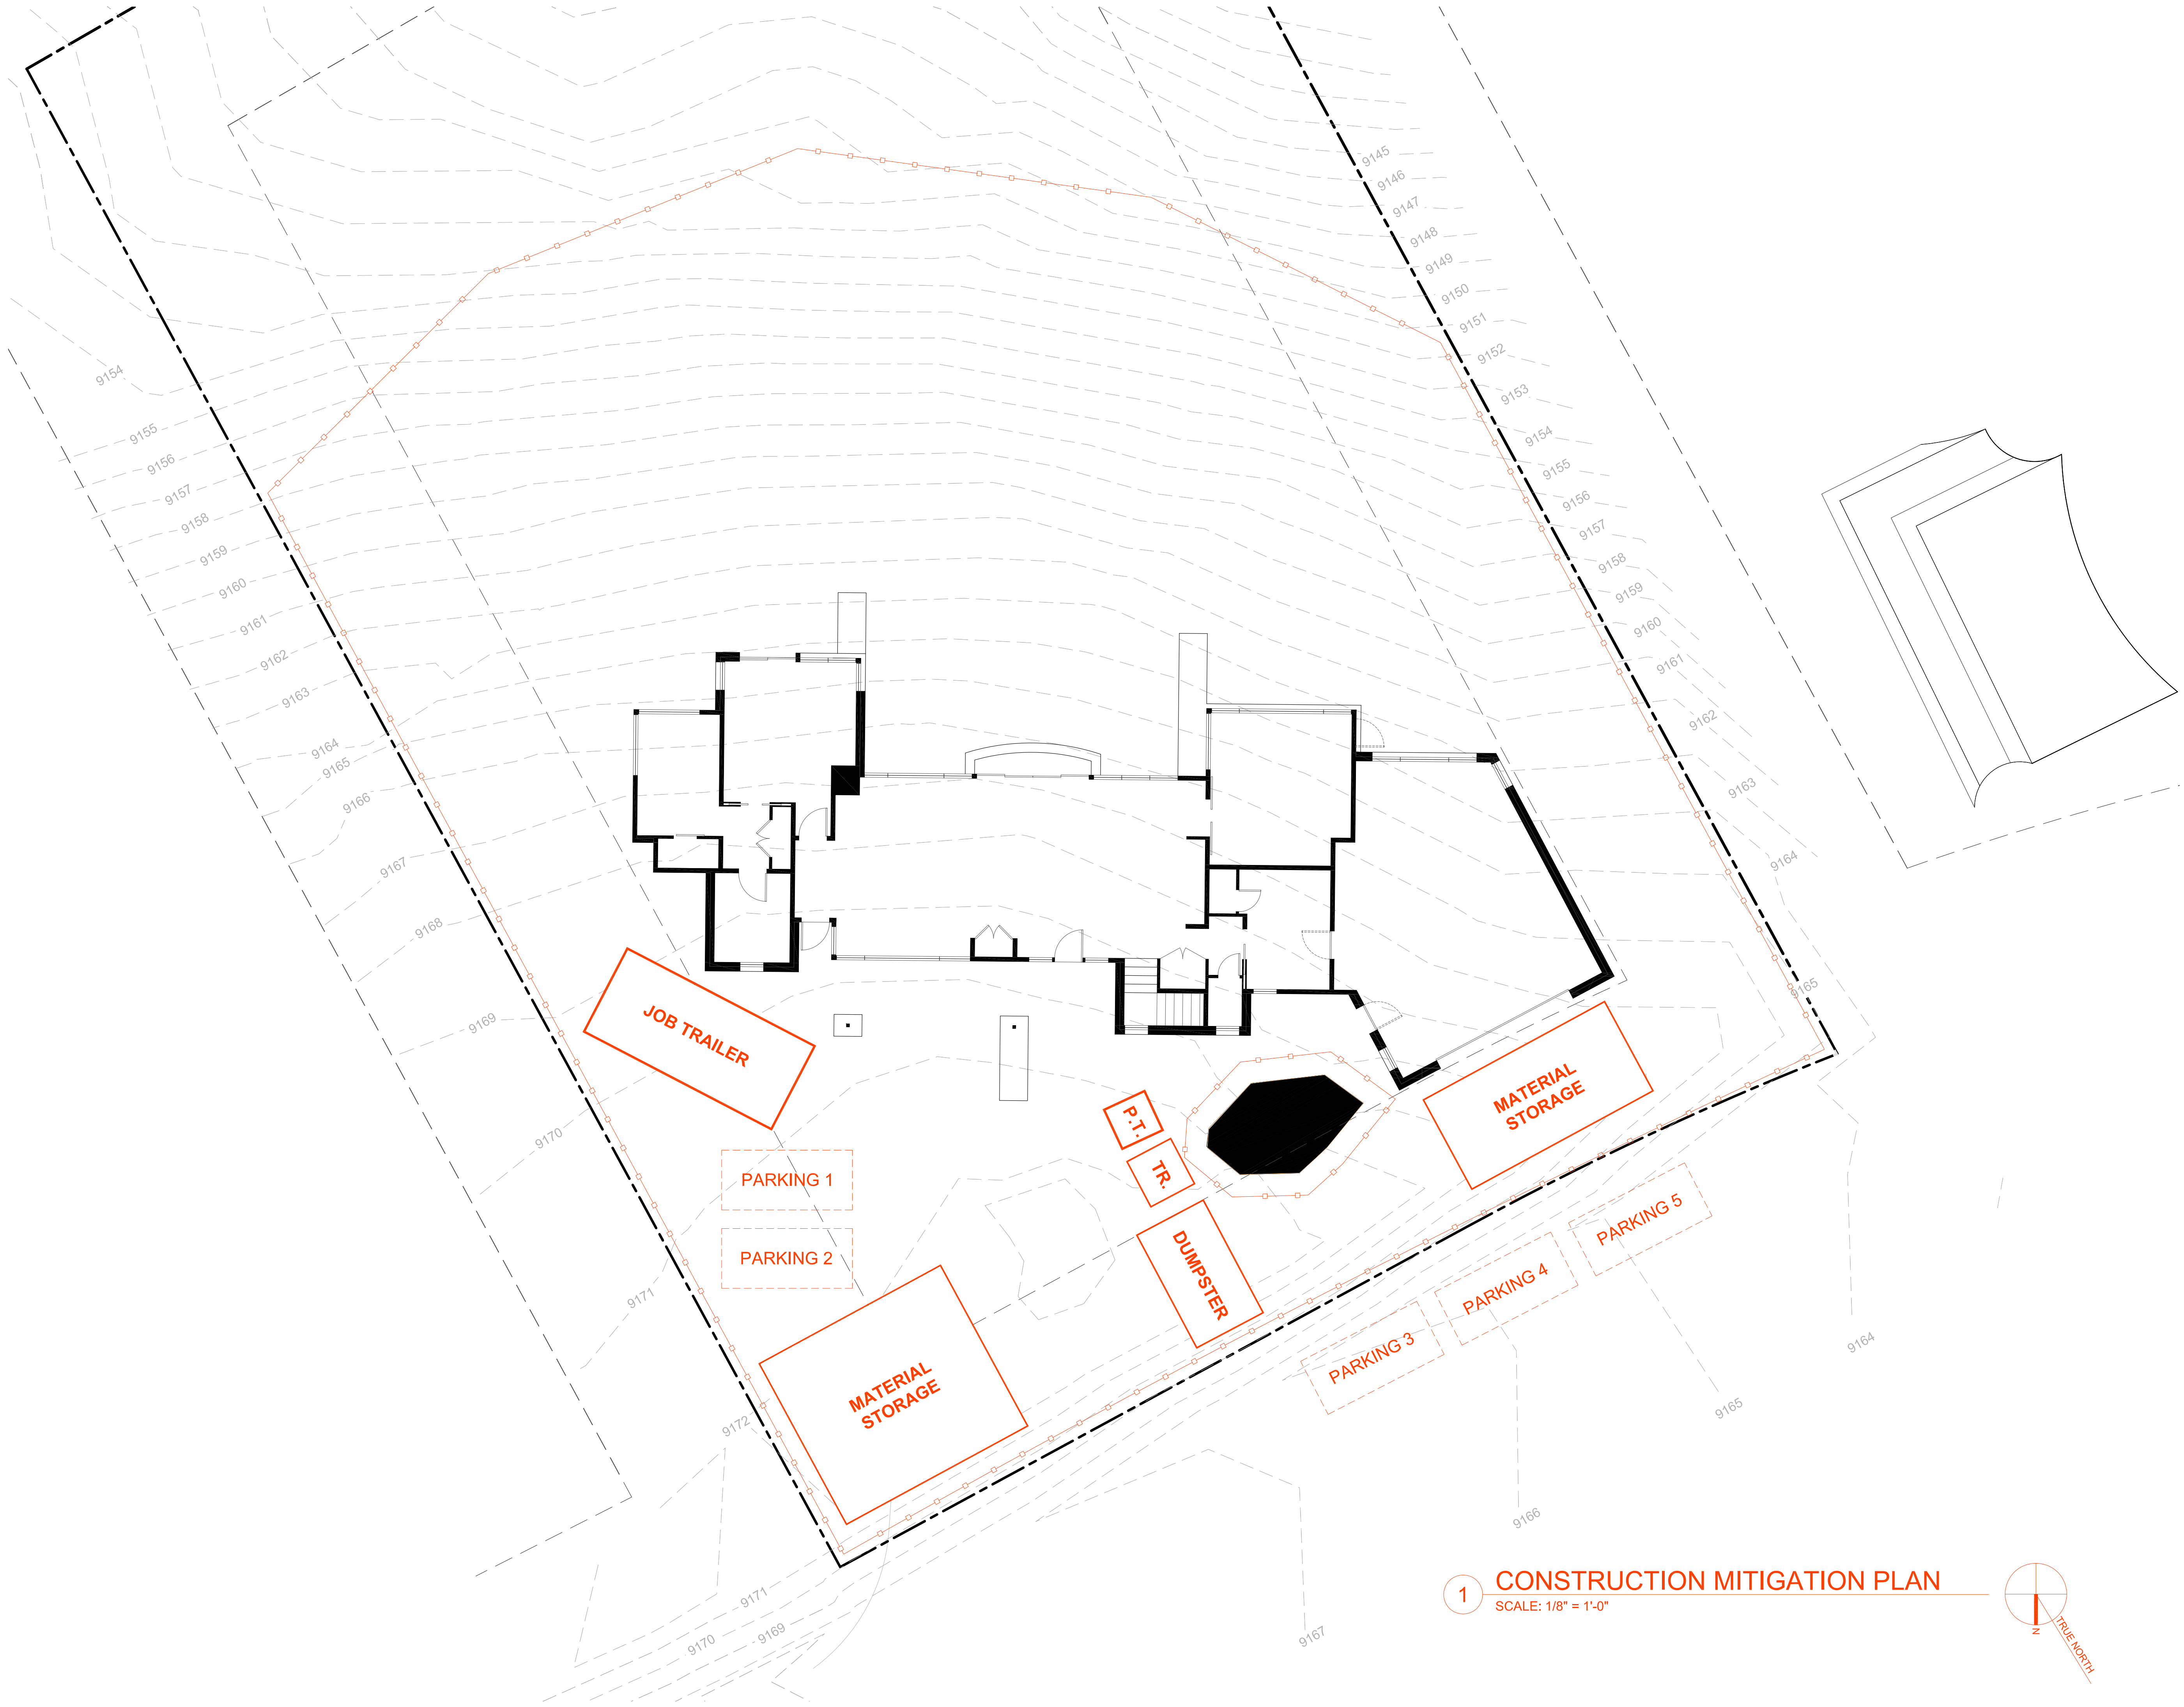 9145
9146
9147
9148
9149
9150
9151
9152
9153
9154
9155
9156
9157
9158
9159
9160
9161
9162
9163
9164
9165
9154
9155
9156
9157
9158
9159
9160
9161
9162
9163
9164
9165
9166
9167
9168
9169
9170
9171
9172
9171
9170
9169
JOB TRAILER
P.T.
TR.
DUMPSTER
MATERIAL
STORAGE
PARKING 1
PARKING 2
MATERIAL
STORAGE
PARKING 3
PARKING 4
PARKING 5
9164
9165
9166
9167
1
CONSTRUCTION MITIGATION PLAN
SCALE: 1/8" = 1'-0"
N
TRUE NORTH